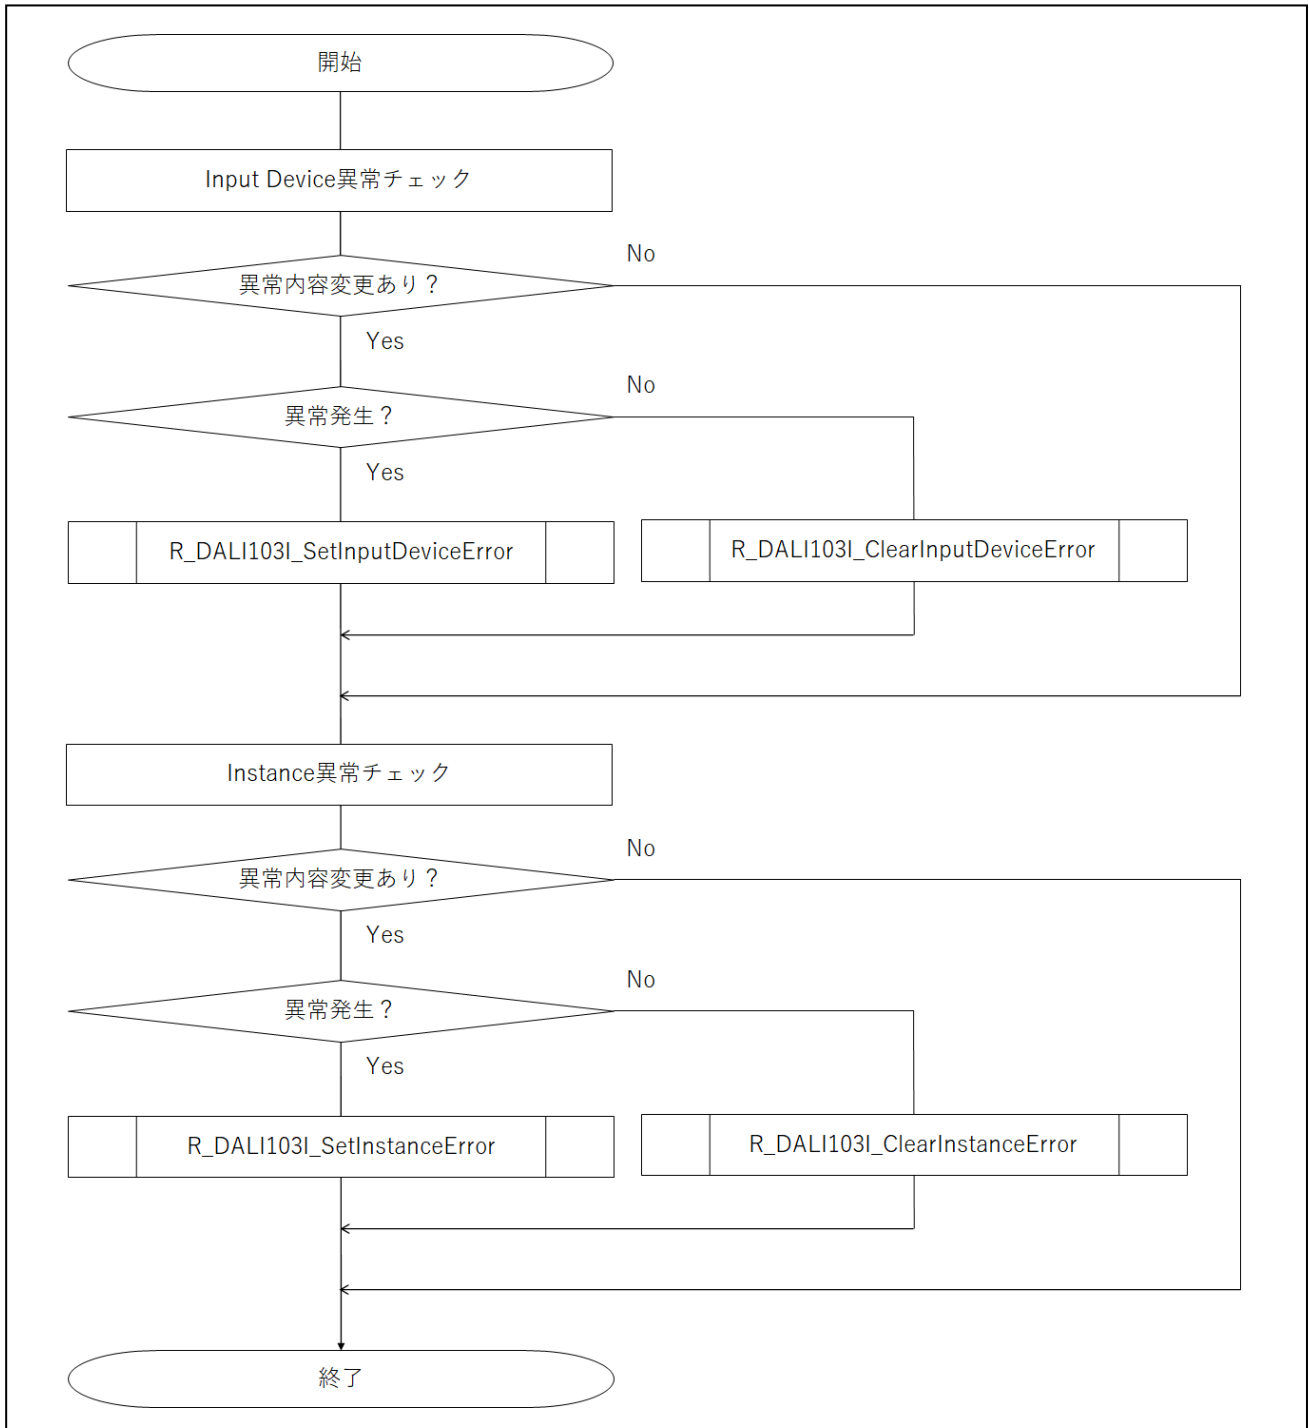 開始
Input Device異常チェック
No
異常内容変更あり？
Yes
No
異常発生？
Yes
R_DALI103I_SetInputDeviceError
R_DALI103I_ClearInputDeviceError
Instance異常チェック
No
異常内容変更あり？
Yes
No
異常発生？
Yes
R_DALI103I_SetInstanceError
R_DALI103I_ClearInstanceError
終了